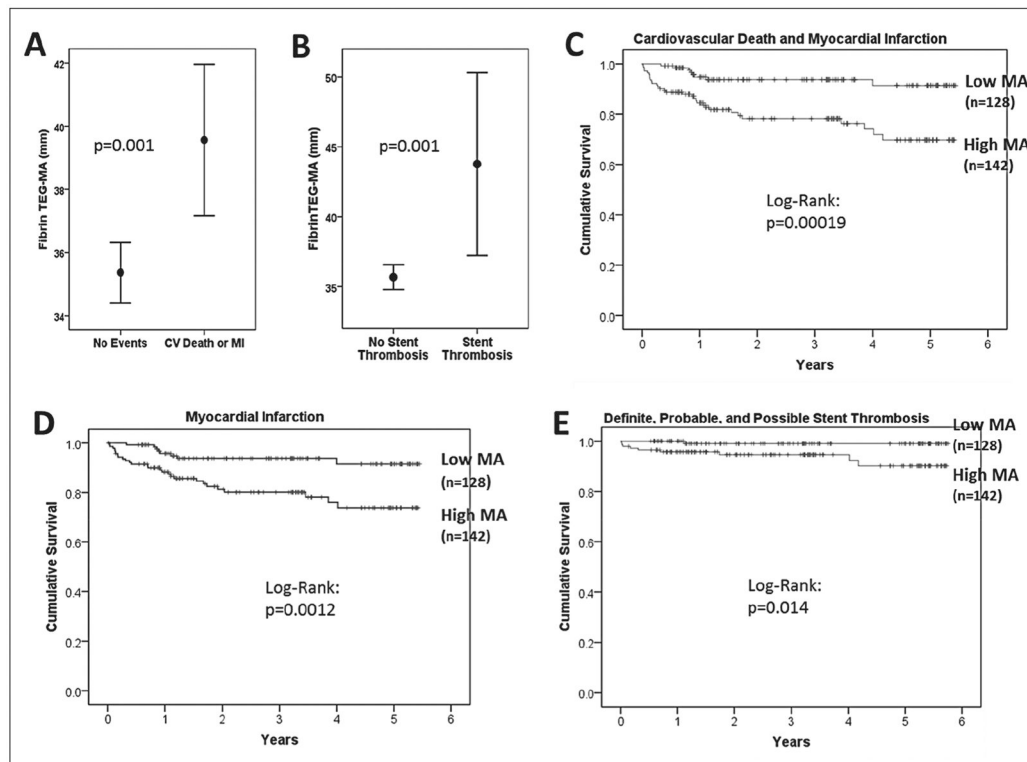 A
Fibrin TEG-MA (mm)
42
40
38
36
34
p=0.001
No Events
CV Death or MI
B
FibrinTEG-MA (mm)
50
45
40
35
p=0.001
No Stent
Thrombosis
Stent
Thrombosis
C
Cardiovascular Death and Myocardial Infarction
Cumulative Survival
1.0
0.8
0.6
0.4
0.2
0.0
Low MA
(n=128)
High MA
(n=142)
Log-Rank:
p=0.00019
0 1 2 3 4 5 6
Years
D
Myocardial Infarction
Cumulative Survival
1.0
0.8
0.6
0.4
0.2
0.0
Low MA
(n=128)
High MA
(n=142)
Log-Rank:
p=0.0012
0 1 2 3 4 5 6
Years
E
Definite, Probable, and Possible Stent Thrombosis
Cumulative Survival
1.0
0.8
0.6
0.4
0.2
0.0
Low MA
(n=128)
High MA
(n=142)
Log-Rank:
p=0.014
0 1 2 3 4 5 6
Years